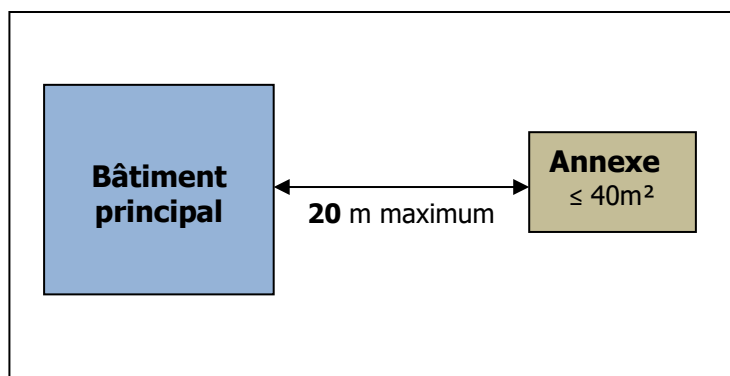 Bâtiment
principal
20 m maximum
Annexe
≤ 40m²